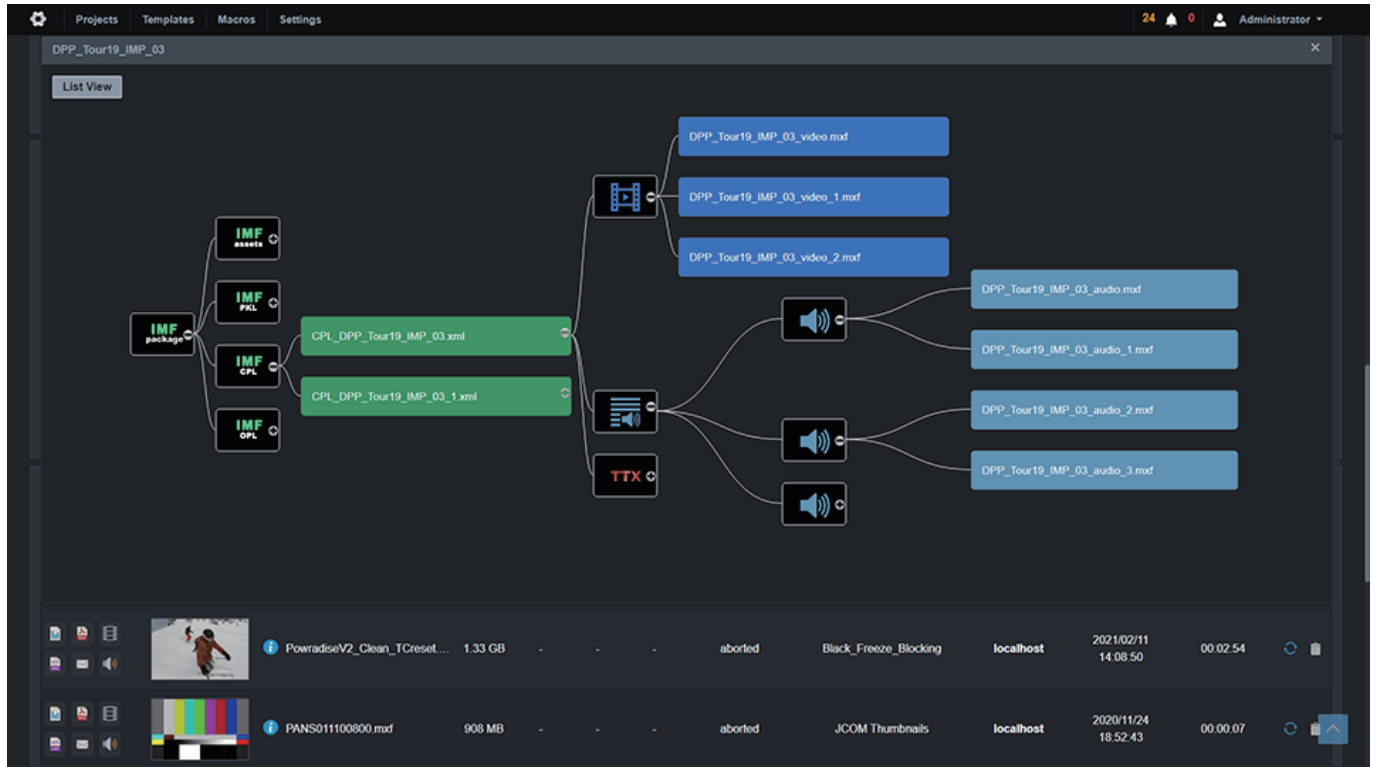 Projects Templates Macros Settings 24 0 Administrator
DPP_Tour19_IMP_03
List View
DPP_Tour19_IMP_03_video.mxf
DPP_Tour19_IMP_03_video_1.mxf
DPP_Tour19_IMP_03_video_2.mxf
IMF
assets
IMF
PKL
IMF
package
IMF
CPL
IMF
OPL
CPL_DPP_Tour19_IMP_03.xml
CPL_DPP_Tour19_IMP_03_1.xml
TTX
DPP_Tour19_IMP_03_audio.mxf
DPP_Tour19_IMP_03_audio_1.mxf
DPP_Tour19_IMP_03_audio_2.mxf
DPP_Tour19_IMP_03_audio_3.mxf
PowradiseV2_Clean_TCreset.... 1.33 GB - - - aborted Black_Freeze_Blocking localhost 2021/02/11 00:02:54
14:08:50
PANS011100800.mxf 908 MB - - - aborted JCOM Thumbnails localhost 2020/11/24 00:00:07
18:52:43